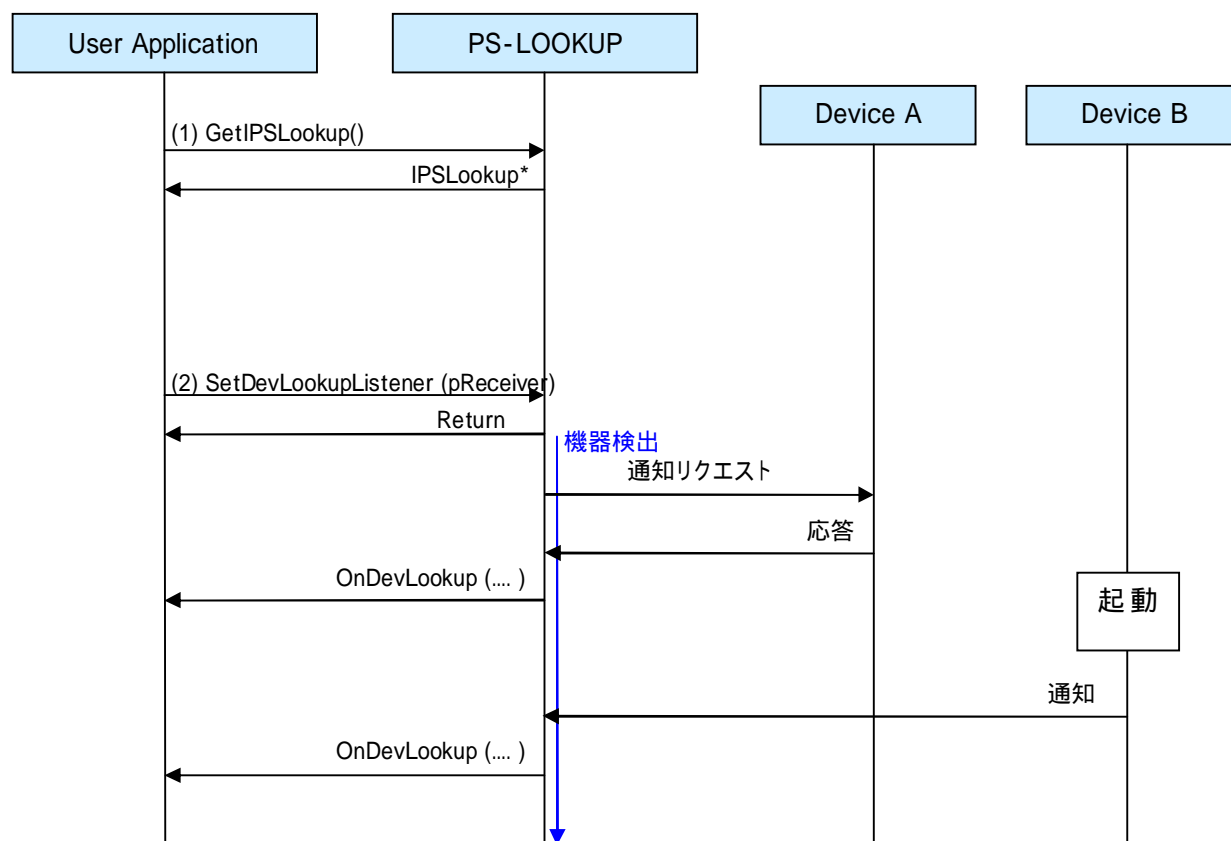 User Application
PS-LOOKUP
Device A
Device B
(1) GetIPSLookup()
IPSLookup*
(2) SetDevLookupListener (pReceiver)
Return
機器検出
通知リクエスト
応答
OnDevLookup (.... )
起動
通知
OnDevLookup (.... )